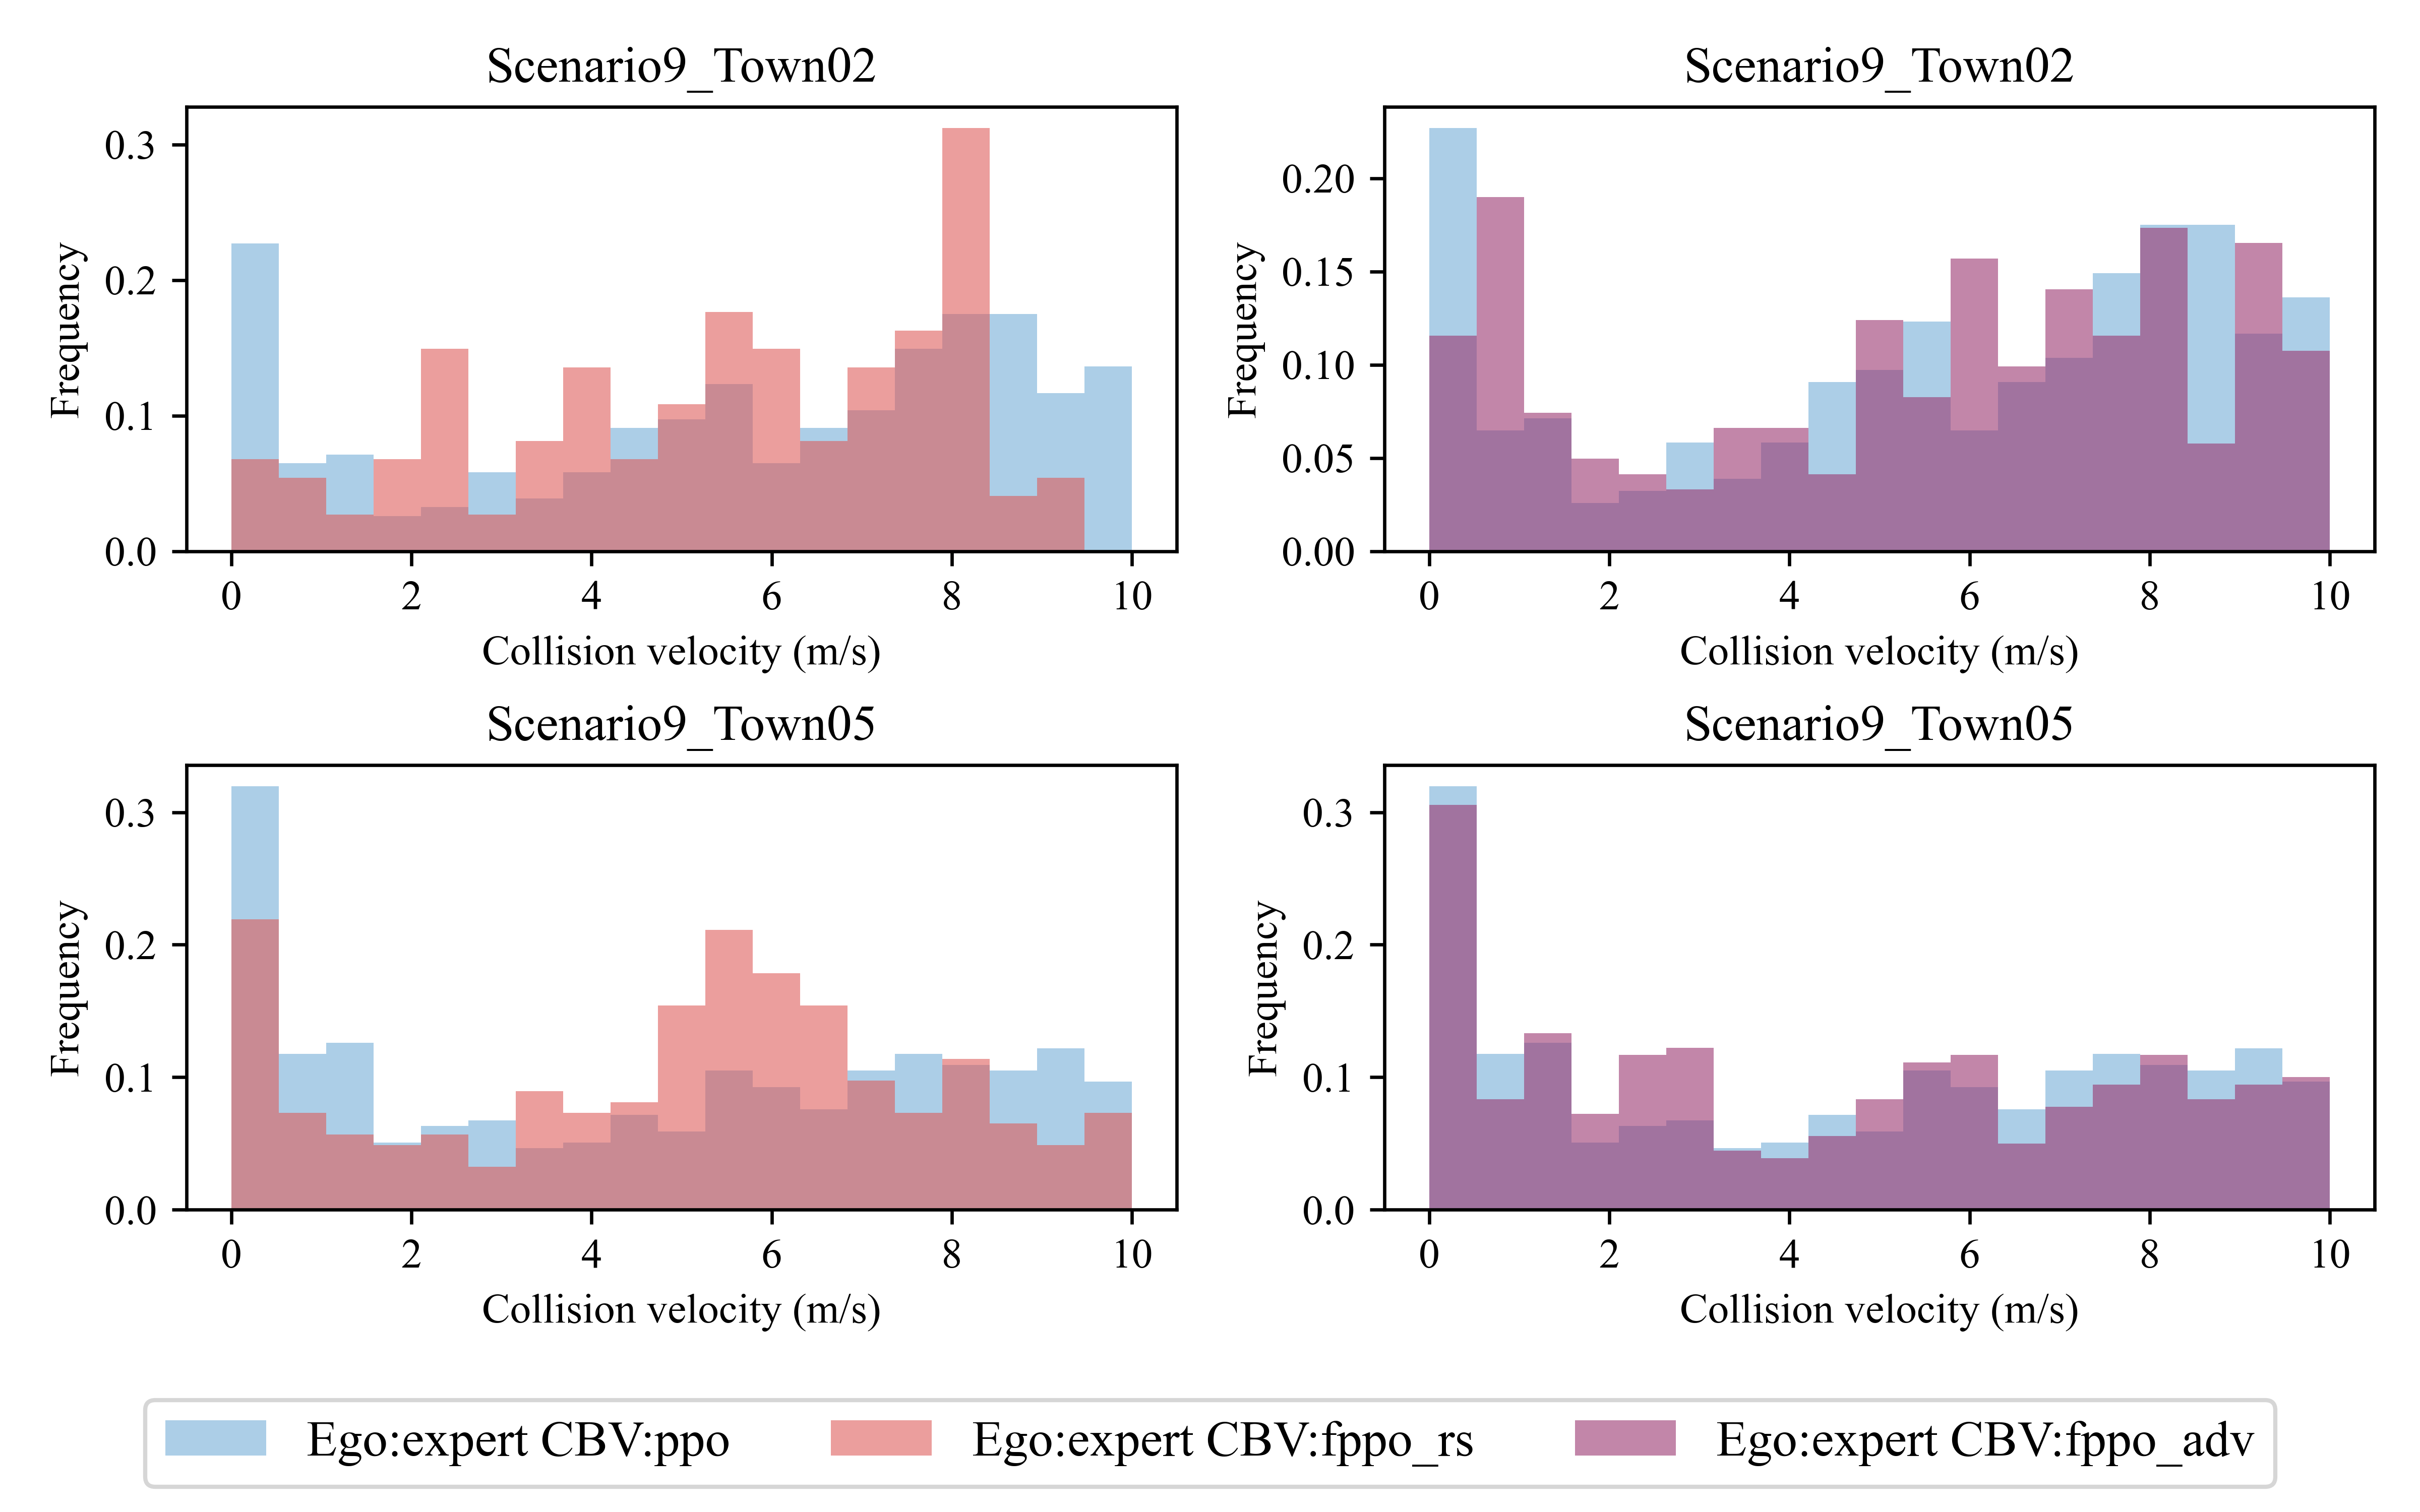 Scenario9_Town02
Frequency
0.3
0.2
0.1
0.0
0 2 4 6 8 10
Collision velocity (m/s)
Scenario9_Town02
Frequency
0.20
0.15
0.10
0.05
0.00
0 2 4 6 8 10
Collision velocity (m/s)
Scenario9_Town05
Frequency
0.3
0.2
0.1
0.0
0 2 4 6 8 10
Collision velocity (m/s)
Scenario9_Town05
Frequency
0.3
0.2
0.1
0.0
0 2 4 6 8 10
Collision velocity (m/s)
Ego:expert CBV:ppo Ego:expert CBV:fppo_rs Ego:expert CBV:fppo_adv